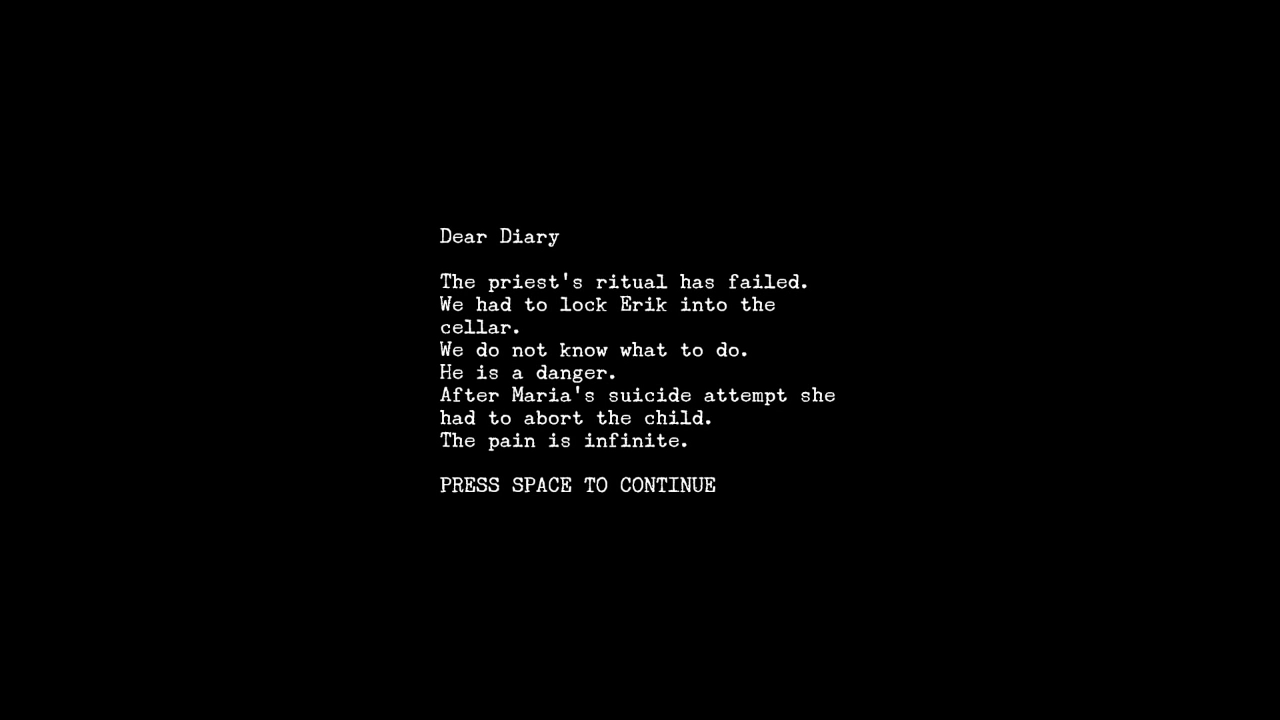 Dear Diary
The priest's ritual has failed.
We had to lock Erik into the
cellar.
We do not know what to do.
He is a danger.
After Maria's suicide attempt she
had to abort the child.
The pain is infinite.
PRESS SPACE TO CONTINUE